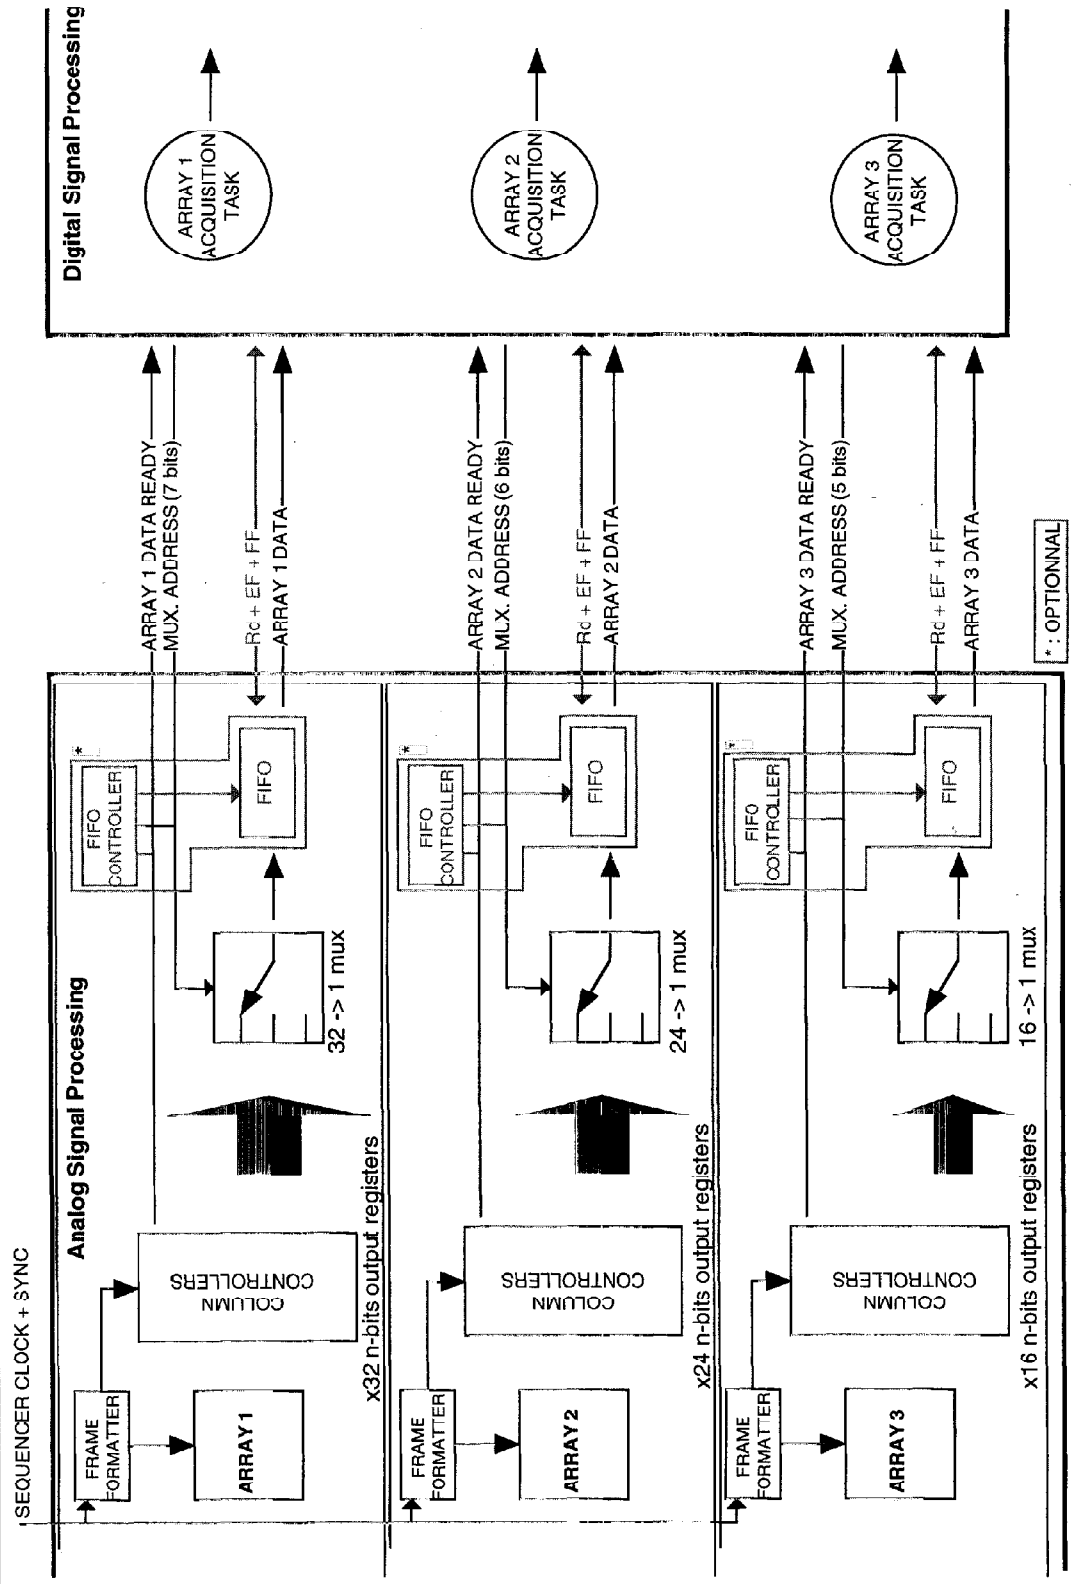 SEQUENCER CLOCK + SYNC
Analog Signal Processing
Digital Signal Processing
FRAME
FORMATTER
ARRAY 1
COLUMN
CONTROLLERS
x32 n-bits output registers
32 -> 1 mux
FIFO
CONTROLLER
*
FIFO
ARRAY 1 DATA READY
MUX. ADDRESS (7 bits)
Rd + EF + FF
ARRAY 1 DATA
ARRAY 1
ACQUISITION
TASK
FRAME
FORMATTER
ARRAY 2
COLUMN
CONTROLLERS
x24 n-bits output registers
24 -> 1 mux
FIFO
CONTROLLER
*
FIFO
ARRAY 2 DATA READY
MUX. ADDRESS (6 bits)
Rd + EF + FF
ARRAY 2 DATA
ARRAY 2
ACQUISITION
TASK
FRAME
FORMATTER
ARRAY 3
COLUMN
CONTROLLERS
x16 n-bits output registers
16 -> 1 mux
FIFO
CONTROLLER
*
FIFO
ARRAY 3 DATA READY
MUX. ADDRESS (5 bits)
Rd + EF + FF
ARRAY 3 DATA
ARRAY 3
ACQUISITION
TASK
* : OPTIONNAL